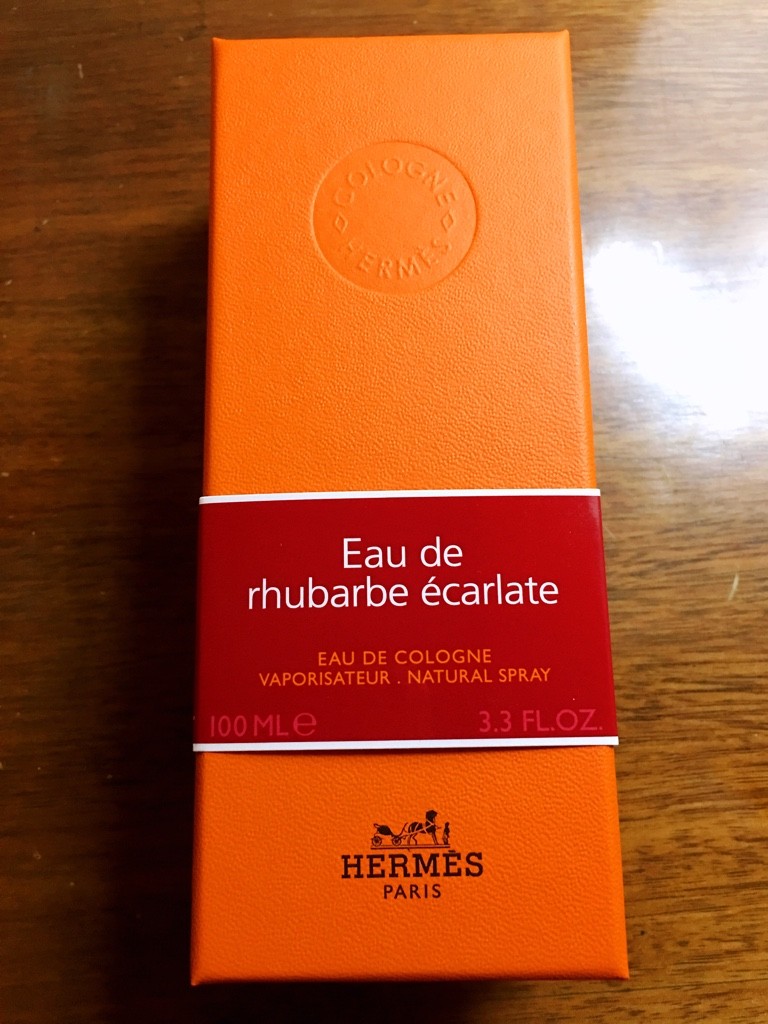 COLOGNE
HERMÈS
Eau de
rhubarbe écarlate
EAU DE COLOGNE
VAPORISATEUR . NATURAL SPRAY
100 ML ℮ 3.3 FL.OZ.
HERMÈS
PARIS